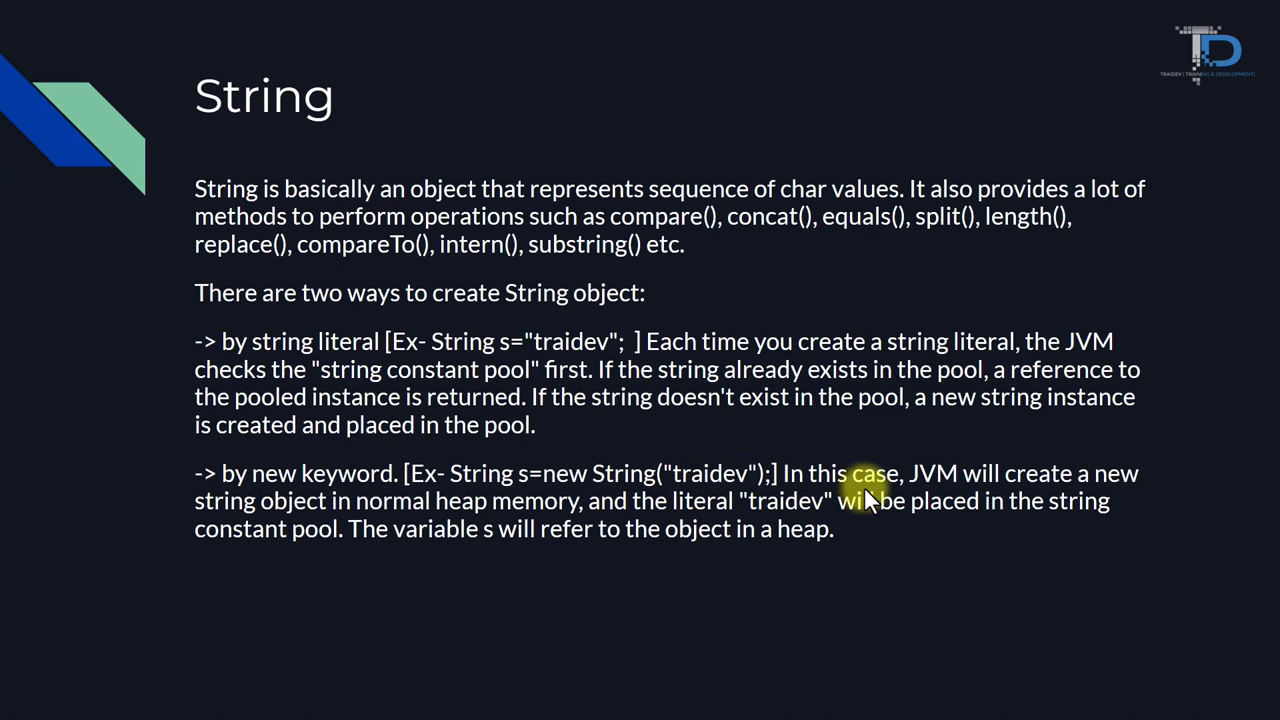 TRAIDEV [ TRAINING & DEVELOPMENT]
String
String is basically an object that represents sequence of char values. It also provides a lot of
methods to perform operations such as compare(), concat(), equals(), split(), length(),
replace(), compareTo(), intern(), substring() etc.
There are two ways to create String object:
-> by string literal [Ex- String s="traidev";  ] Each time you create a string literal, the JVM
checks the "string constant pool" first. If the string already exists in the pool, a reference to
the pooled instance is returned. If the string doesn't exist in the pool, a new string instance
is created and placed in the pool.
-> by new keyword. [Ex- String s=new String("traidev");] In this case, JVM will create a new
string object in normal heap memory, and the literal "traidev" will be placed in the string
constant pool. The variable s will refer to the object in a heap.